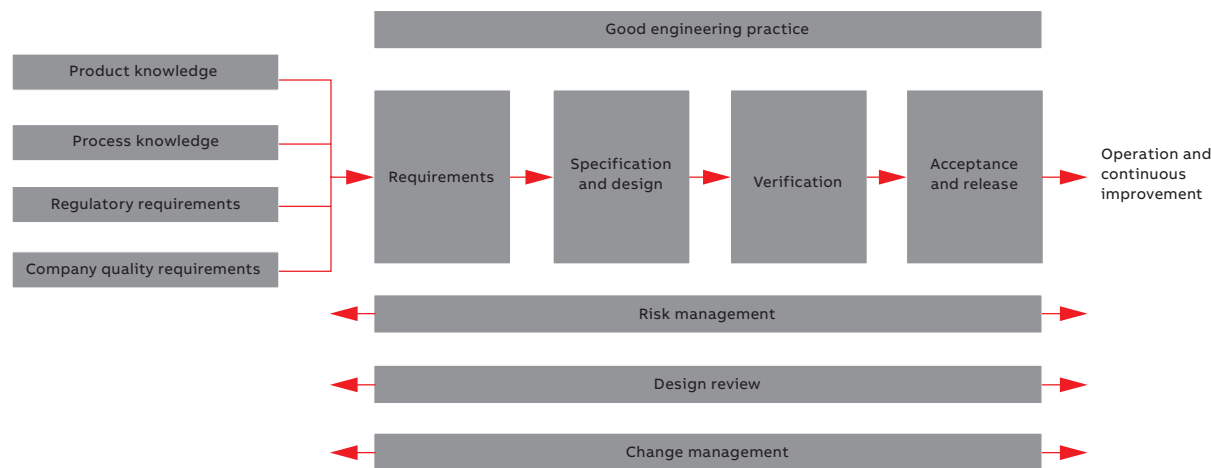 Good engineering practice
Product knowledge
Process knowledge
Regulatory requirements
Company quality requirements
Requirements
Specification
and design
Verification
Acceptance
and release
Operation and
continuous
improvement
Risk management
Design review
Change management